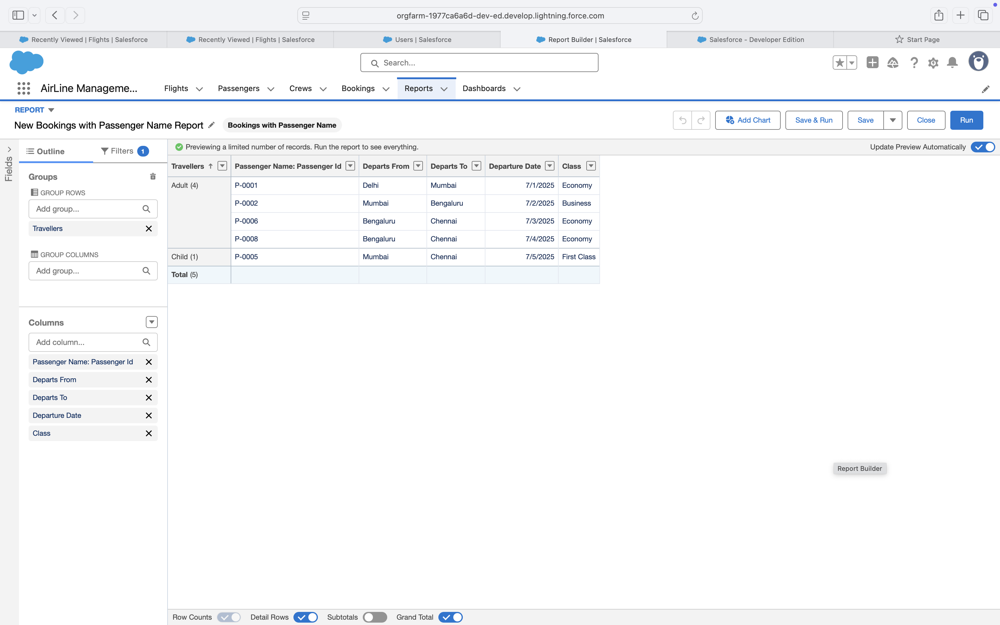 orgfarm-1977ca6a6d-dev-ed.develop.lightning.force.com
Recently Viewed | Flights | Salesforce
Recently Viewed | Flights | Salesforce
Users | Salesforce
Report Builder | Salesforce
Salesforce - Developer Edition
Start Page
Search...
AirLine Manageme...
Flights
Passengers
Crews
Bookings
Reports
Dashboards
REPORT
New Bookings with Passenger Name Report
Bookings with Passenger Name
Add Chart
Save & Run
Save
Close
Run
Fields
Outline
Filters 1
Previewing a limited number of records. Run the report to see everything.
Update Preview Automatically
Groups
GROUP ROWS
Add group...
Travellers
GROUP COLUMNS
Add group...
Columns
Add column...
Passenger Name: Passenger Id
Departs From
Departs To
Departure Date
Class
Travellers ↑ Passenger Name: Passenger Id Departs From Departs To Departure Date Class
Adult (4) P-0001 Delhi Mumbai 7/1/2025 Economy
P-0002 Mumbai Bengaluru 7/2/2025 Business
P-0006 Bengaluru Chennai 7/3/2025 Economy
P-0008 Bengaluru Chennai 7/4/2025 Economy
Child (1) P-0005 Mumbai Chennai 7/5/2025 First Class
Total (5)
Report Builder
Row Counts
Detail Rows
Subtotals
Grand Total